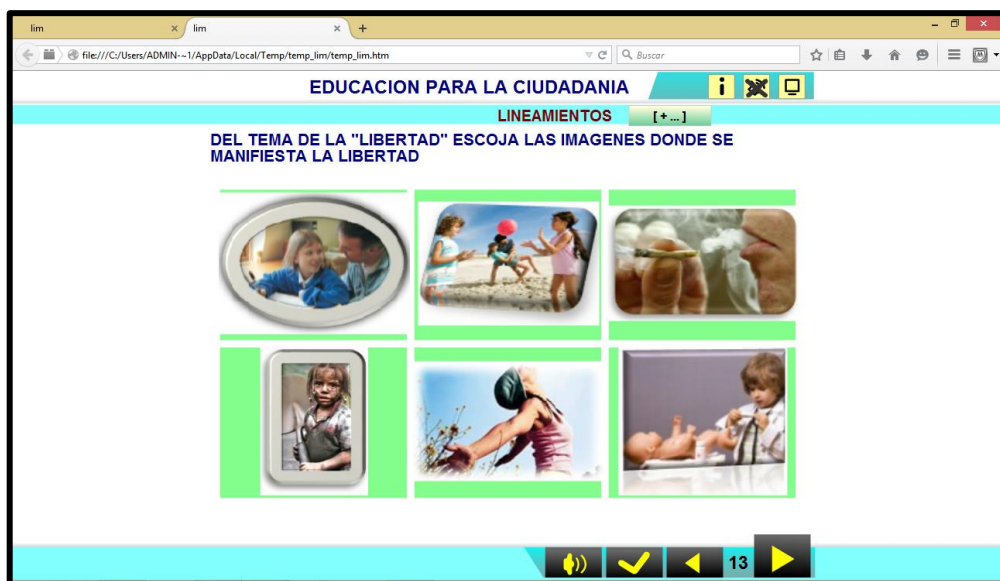 lim
lim
file:///C:/Users/ADMIN-~1/AppData/Local/Temp/temp_lim/temp_lim.htm
Buscar
EDUCACION PARA LA CIUDADANIA
i
LINEAMIENTOS
[ + ... ]
DEL TEMA DE LA "LIBERTAD" ESCOJA LAS IMAGENES DONDE SE
MANIFIESTA LA LIBERTAD
13